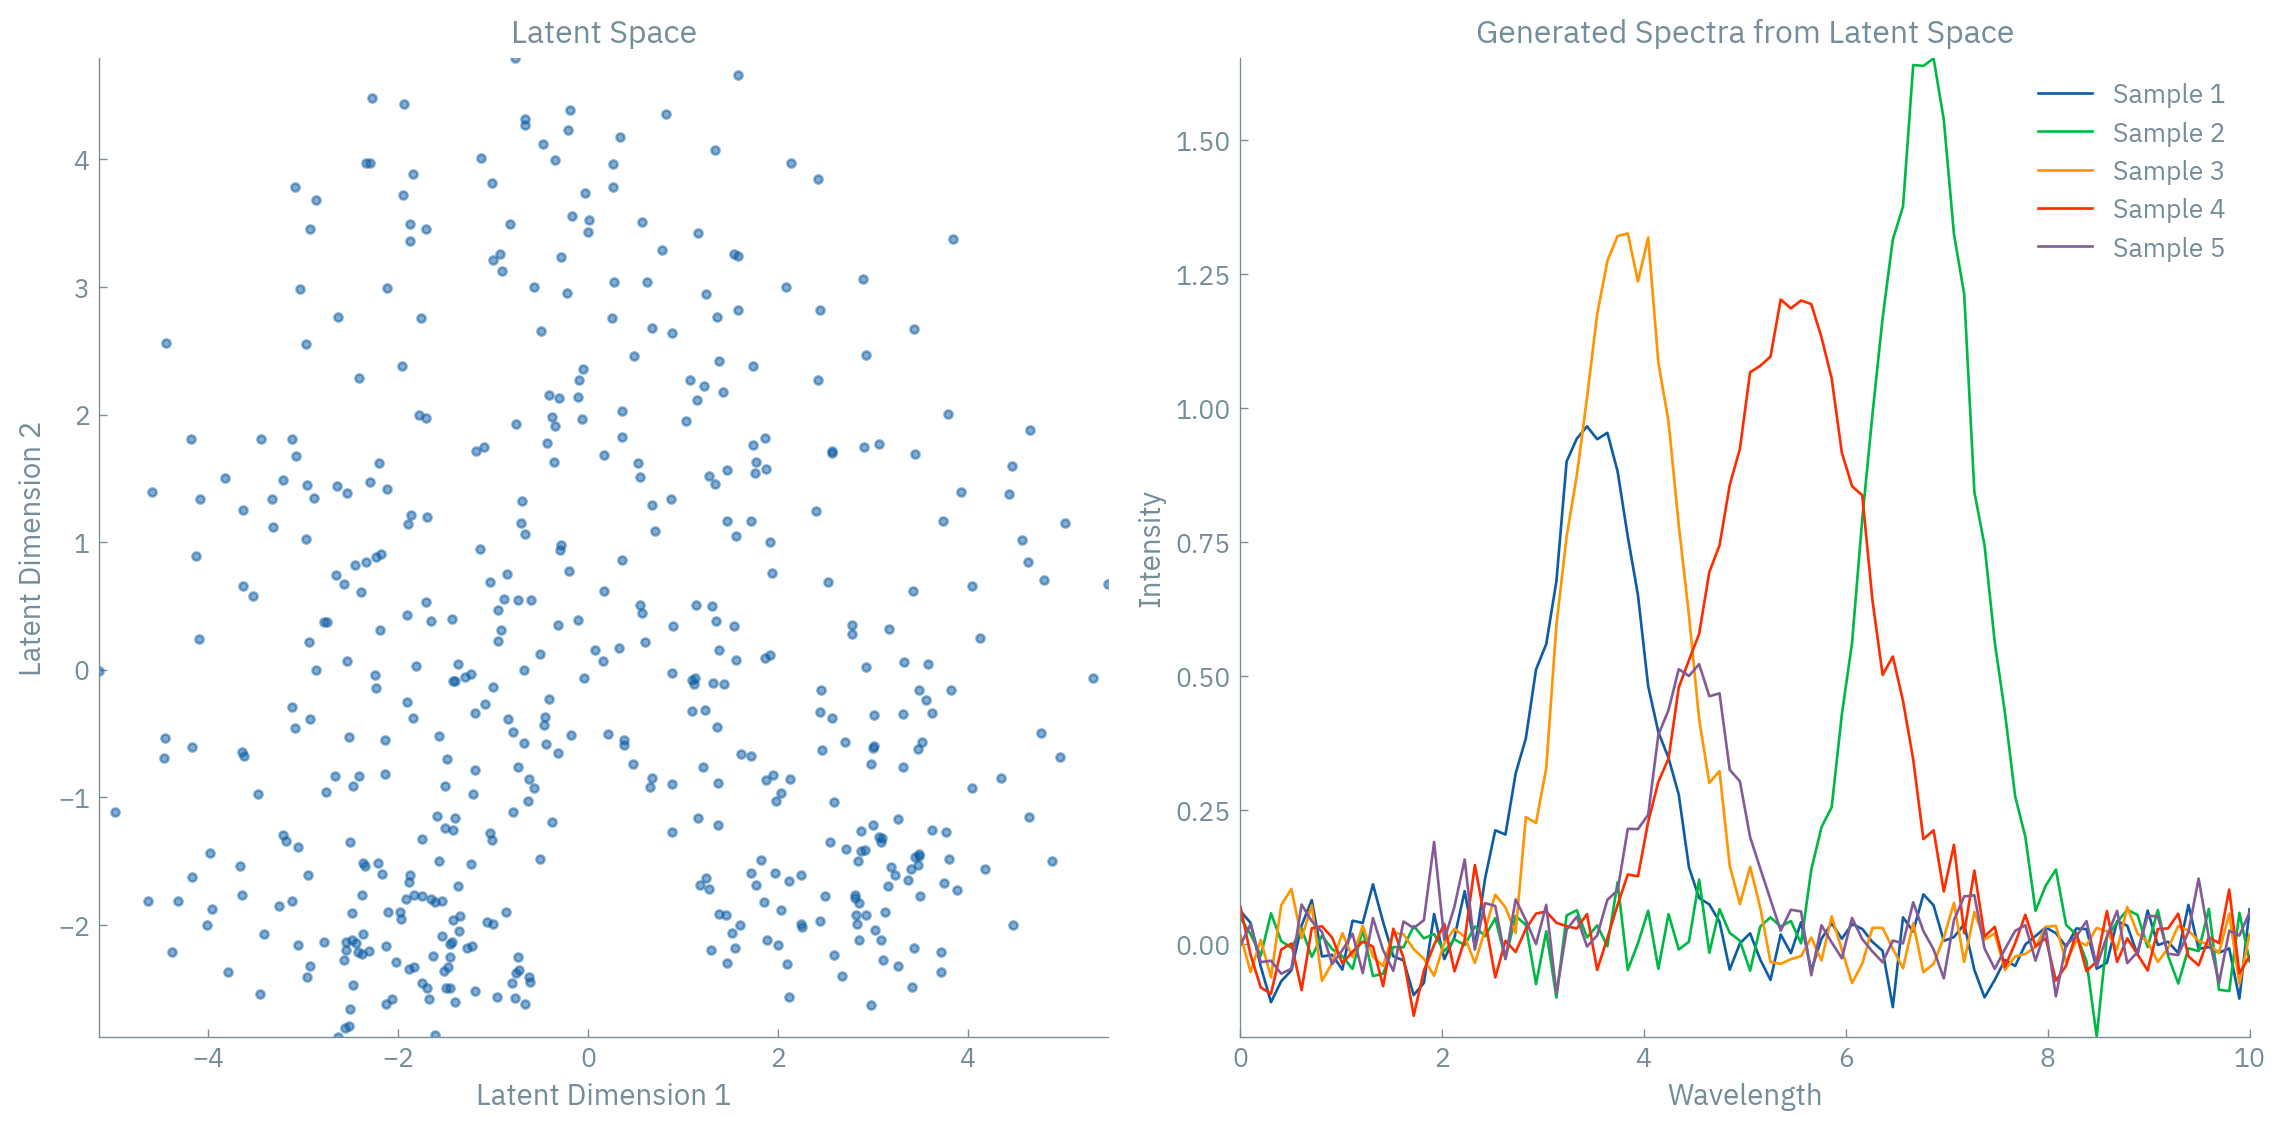 Latent Space
Latent Dimension 2
4
3
2
1
0
−1
−2
−4
−2
0
2
4
Latent Dimension 1
Generated Spectra from Latent Space
Intensity
1.50
1.25
1.00
0.75
0.50
0.25
0.00
Sample 1
Sample 2
Sample 3
Sample 4
Sample 5
0
2
4
6
8
10
Wavelength